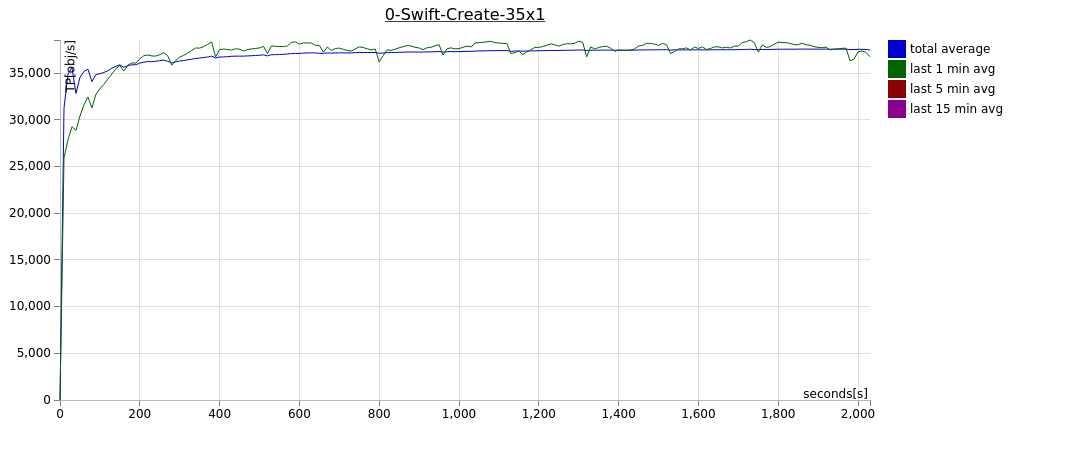 0-Swift-Create-35x1
TPfobj/s]
35,000
30,000
25,000
20,000
15,000
10,000
5,000
0
seconds[s]
0 200 400 600 800 1,000 1,200 1,400 1,600 1,800 2,000
total average
last 1 min avg
last 5 min avg
last 15 min avg